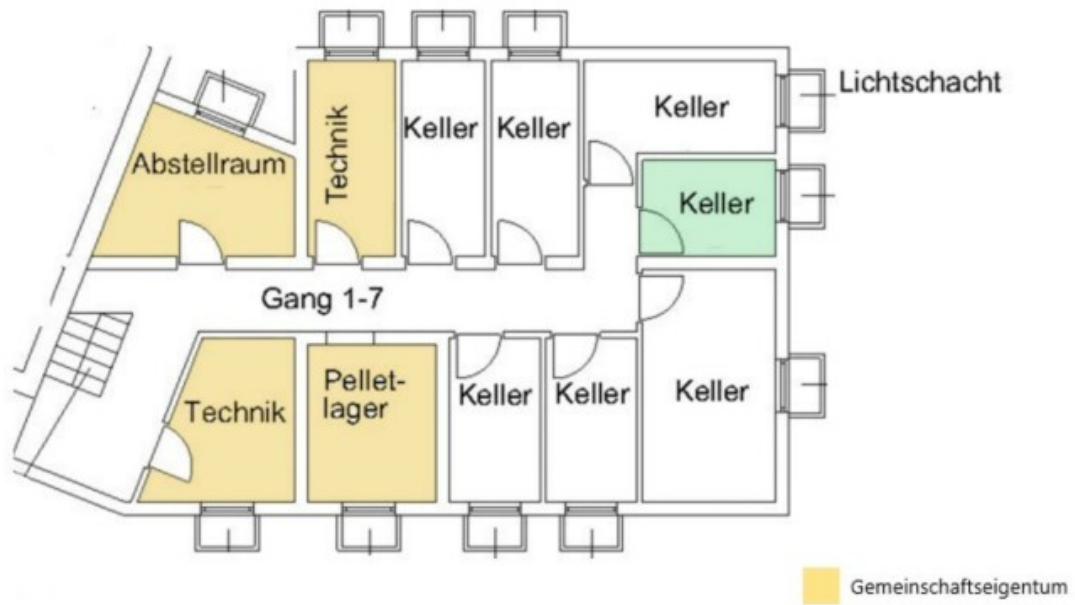 Lichtschacht
Keller
Technik
Keller
Keller
Abstellraum
Keller
Gang 1-7
Pellet-
lager
Technik
Keller
Keller
Keller
Gemeinschaftseigentum